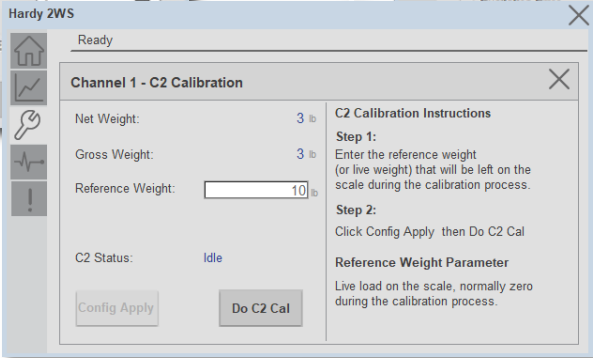 Hardy 2WS
Ready
Channel 1 - C2 Calibration
Net Weight: 3 lb
Gross Weight: 3 lb
Reference Weight: 10 lb
C2 Status: Idle
Config Apply Do C2 Cal
C2 Calibration Instructions
Step 1:
Enter the reference weight
(or live weight) that will be left on the
scale during the calibration process.
Step 2:
Click Config Apply then Do C2 Cal
Reference Weight Parameter
Live load on the scale, normally zero
during the calibration process.